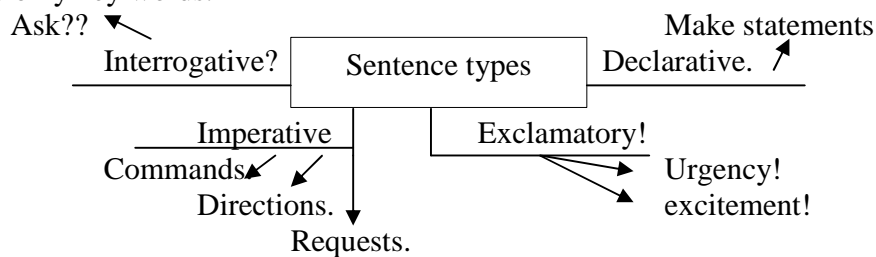 Ask??
Make statements
Interrogative?
Sentence types
Declarative.
Imperative
Exclamatory!
Commands.
Directions.
Requests.
Urgency!
excitement!